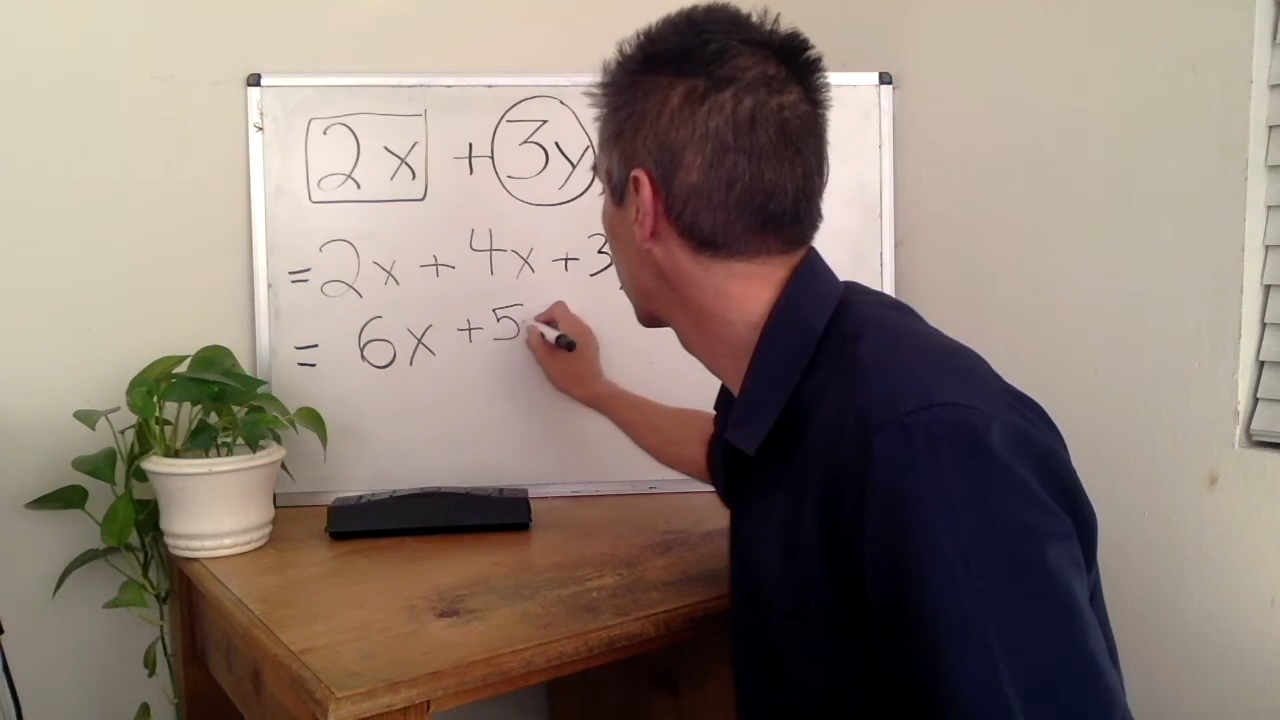 2x + 3y
= 2x + 4x + 3
= 6x + 5